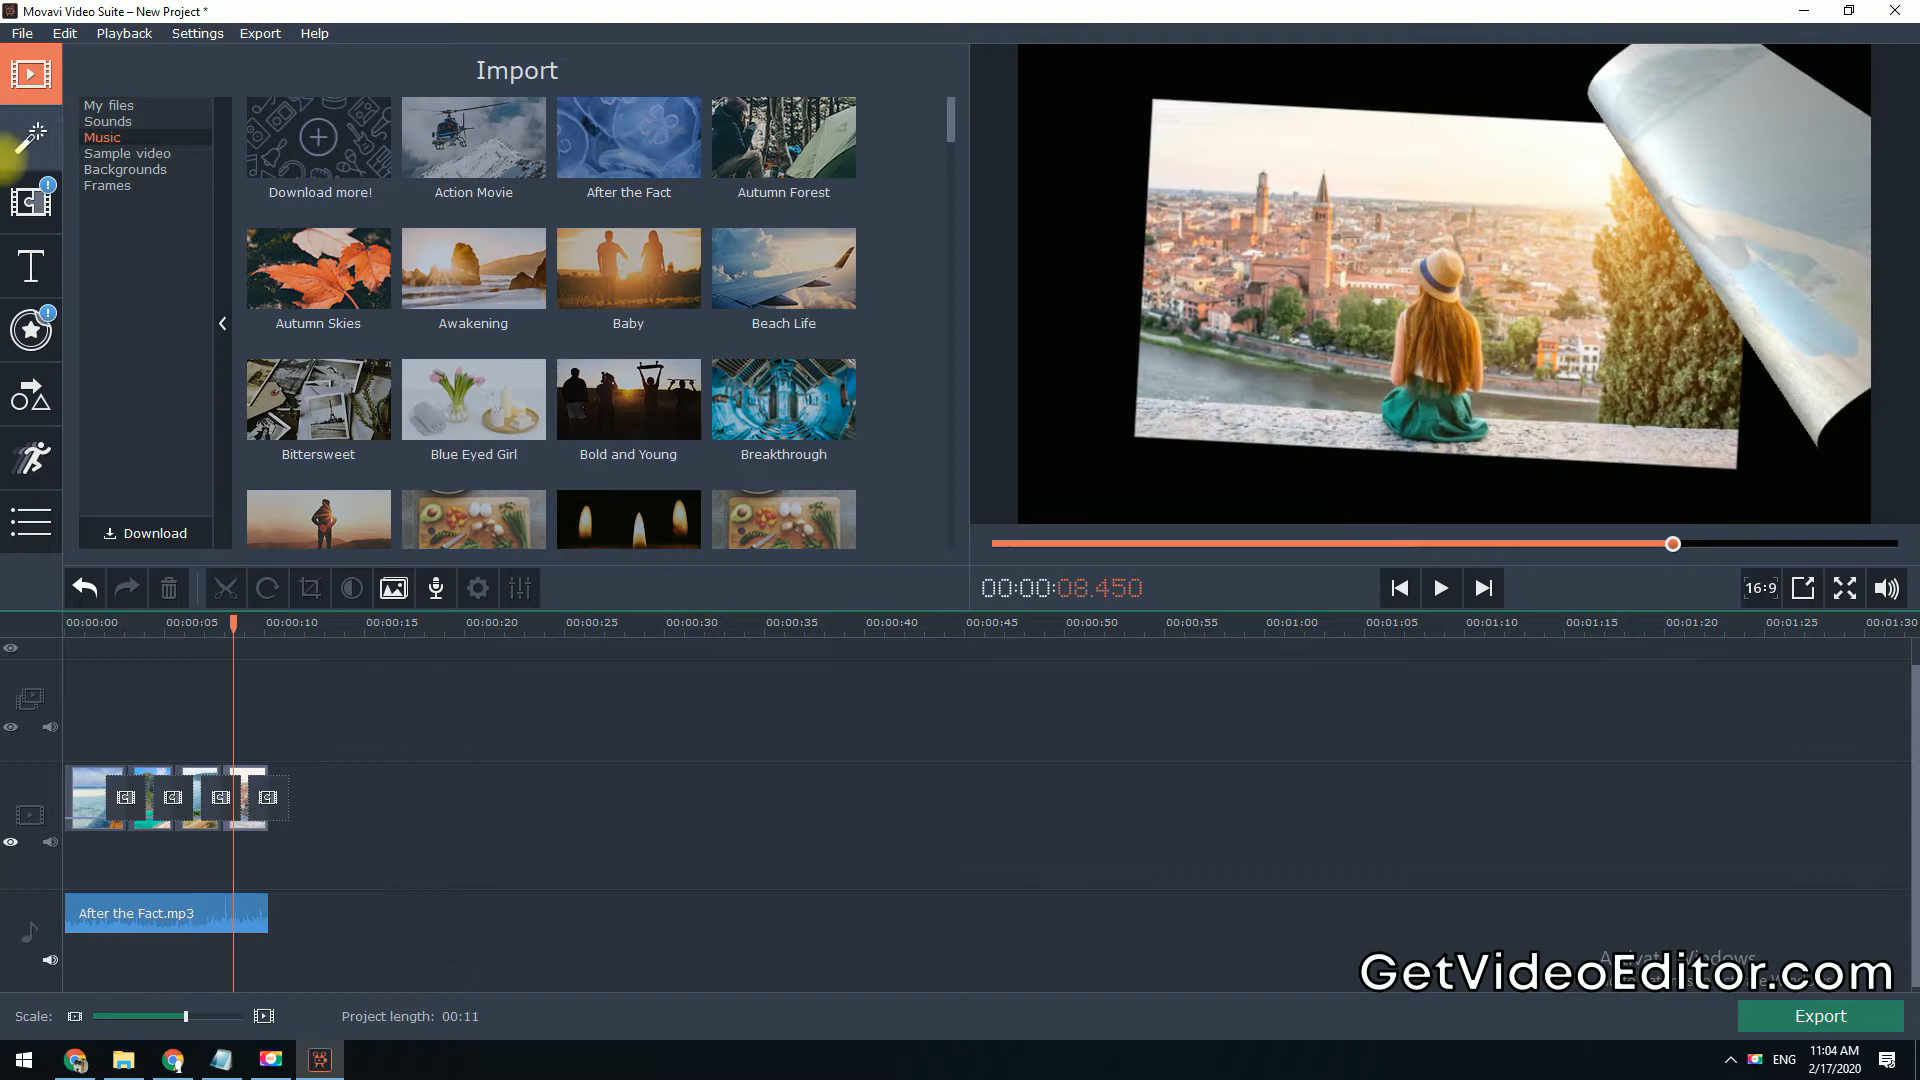 Movavi Video Suite – New Project *
File Edit Playback Settings Export Help
Import
My files
Sounds
Music
Sample video
Backgrounds
Frames
Download more! Action Movie After the Fact Autumn Forest
Autumn Skies Awakening Baby Beach Life
Bittersweet Blue Eyed Girl Bold and Young Breakthrough
Download
00:00:08.450
16:9
00:00:00 00:00:05 00:00:10 00:00:15 00:00:20 00:00:25 00:00:30 00:00:35 00:00:40 00:00:45 00:00:50 00:00:55 00:01:00 00:01:05 00:01:10 00:01:15 00:01:20 00:01:25 00:01:30
After the Fact.mp3
GetVideoEditor.com
Scale: Project length: 00:11
Export
ENG
11:04 AM
2/17/2020